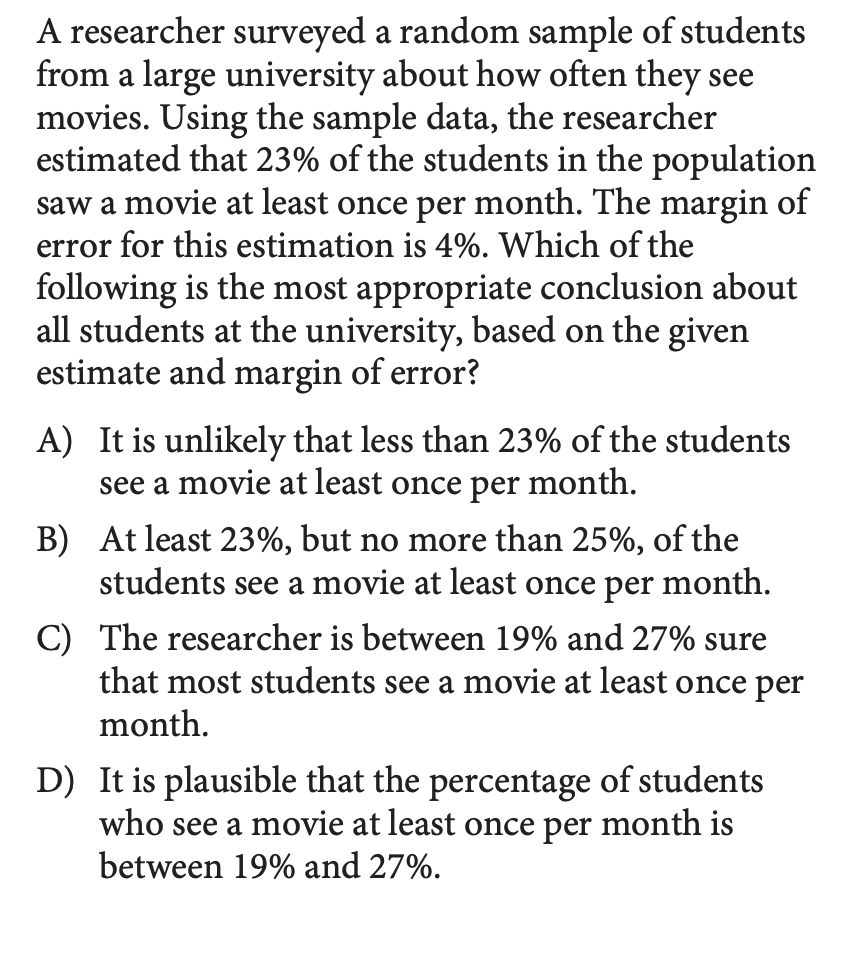 A researcher surveyed a random sample of students
from a large university about how often they see
movies. Using the sample data, the researcher
estimated that 23% of the students in the population
saw a movie at least once per month. The margin of
error for this estimation is 4%. Which of the
following is the most appropriate conclusion about
all students at the university, based on the given
estimate and margin of error?
A) It is unlikely that less than 23% of the students
see a movie at least once per month.
B) At least 23%, but no more than 25%, of the
students see a movie at least once per month.
C) The researcher is between 19% and 27% sure
that most students see a movie at least once per
month.
D) It is plausible that the percentage of students
who see a movie at least once per month is
between 19% and 27%.